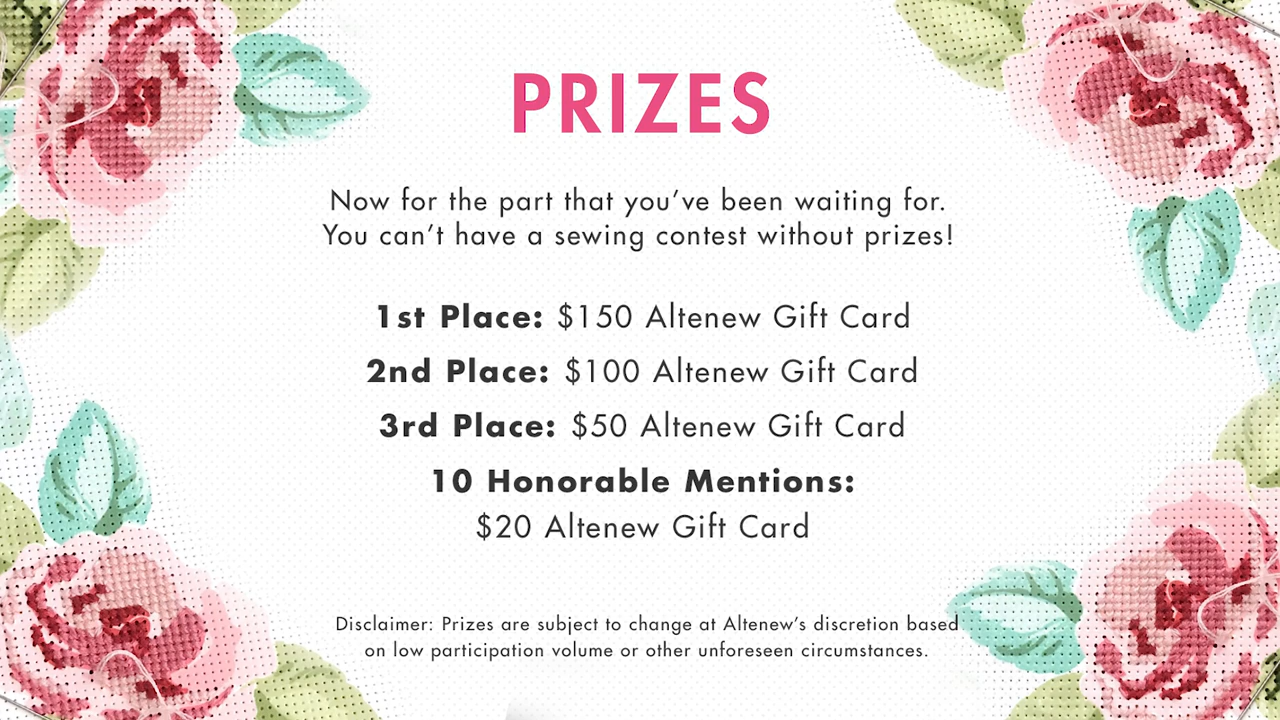 PRIZES
Now for the part that you’ve been waiting for.
You can’t have a sewing contest without prizes!
1st Place: $150 Altenew Gift Card
2nd Place: $100 Altenew Gift Card
3rd Place: $50 Altenew Gift Card
10 Honorable Mentions:
$20 Altenew Gift Card
Disclaimer: Prizes are subject to change at Altenew’s discretion based
on low participation volume or other unforeseen circumstances.